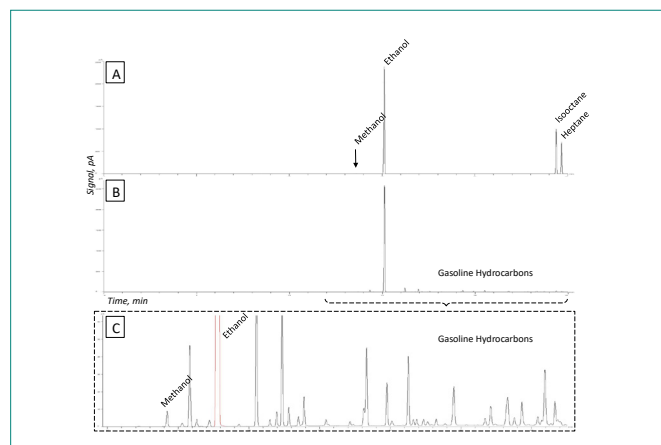 A
Ethanol
Methanol
Isooctane
Heptane
Signal, pA
B
Gasoline Hydrocarbons
Time, min
C
Ethanol
Gasoline Hydrocarbons
Methanol